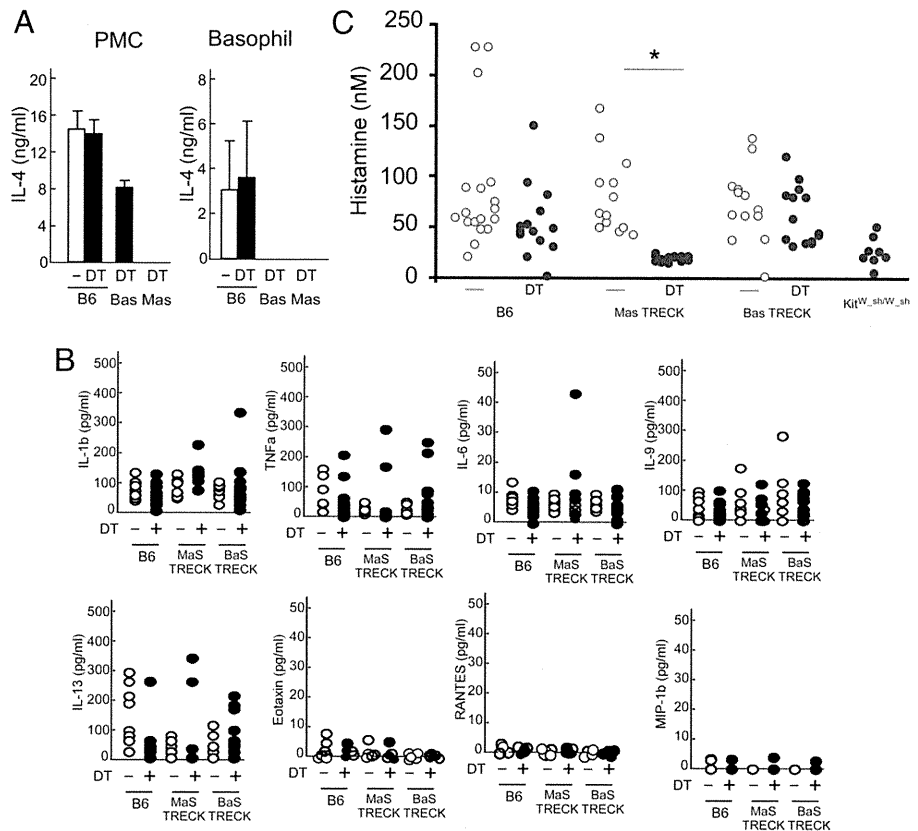 A
PMC
Basophil
IL-4 (ng/ml)
20
16
12
8
4
0
– DT DT DT
B6 Bas Mas
IL-4 (ng/ml)
8
6
4
2
0
– DT DT DT
B6 Bas Mas
C
Histamine (nM)
250
200
150
100
50
0
— DT — DT — DT
B6 Mas TRECK Bas TRECK KitW_sh/W_sh
*
B
IL-1b (pg/ml)
500
400
300
200
100
0
DT – + – + – +
B6 MaS BaS
TRECK TRECK
TNFa (pg/ml)
500
400
300
200
100
0
DT – + – + – +
B6 MaS BaS
TRECK TRECK
IL-6 (pg/ml)
50
40
30
20
10
0
DT – + – + – +
B6 MaS BaS
TRECK TRECK
IL-9 (pg/ml)
500
400
300
200
100
0
DT – + – + – +
B6 MaS BaS
TRECK TRECK
IL-13 (pg/ml)
500
400
300
200
100
0
DT – + – + – +
B6 MaS BaS
TRECK TRECK
Eotaxin (pg/ml)
50
40
30
20
10
0
DT – + – + – +
B6 MaS BaS
TRECK TRECK
RANTES (pg/ml)
50
40
30
20
10
0
DT – + – + – +
B6 MaS BaS
TRECK TRECK
MIP-1b (pg/ml)
50
40
30
20
10
0
DT – + – + – +
B6 MaS BaS
TRECK TRECK